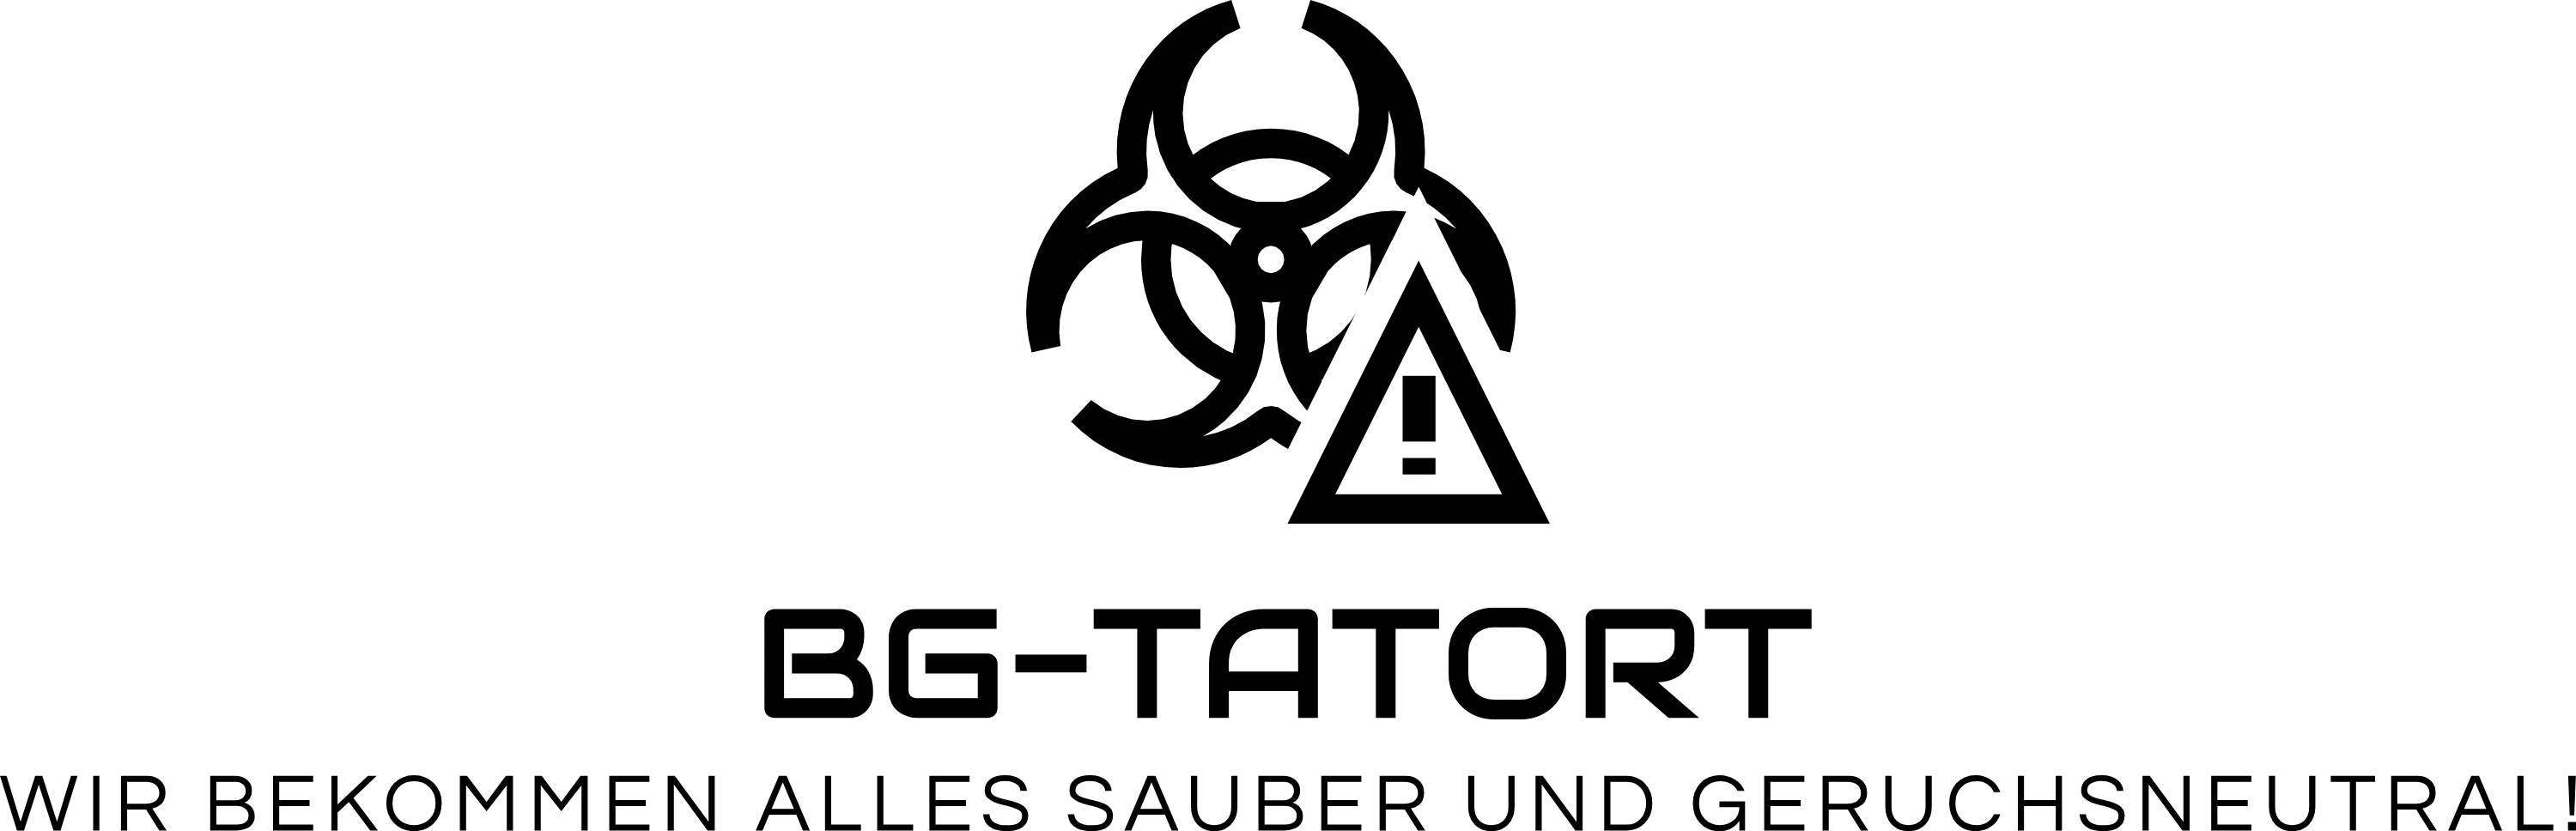 BG-TATORT
WIR BEKOMMEN ALLES SAUBER UND GERUCHSNEUTRAL!